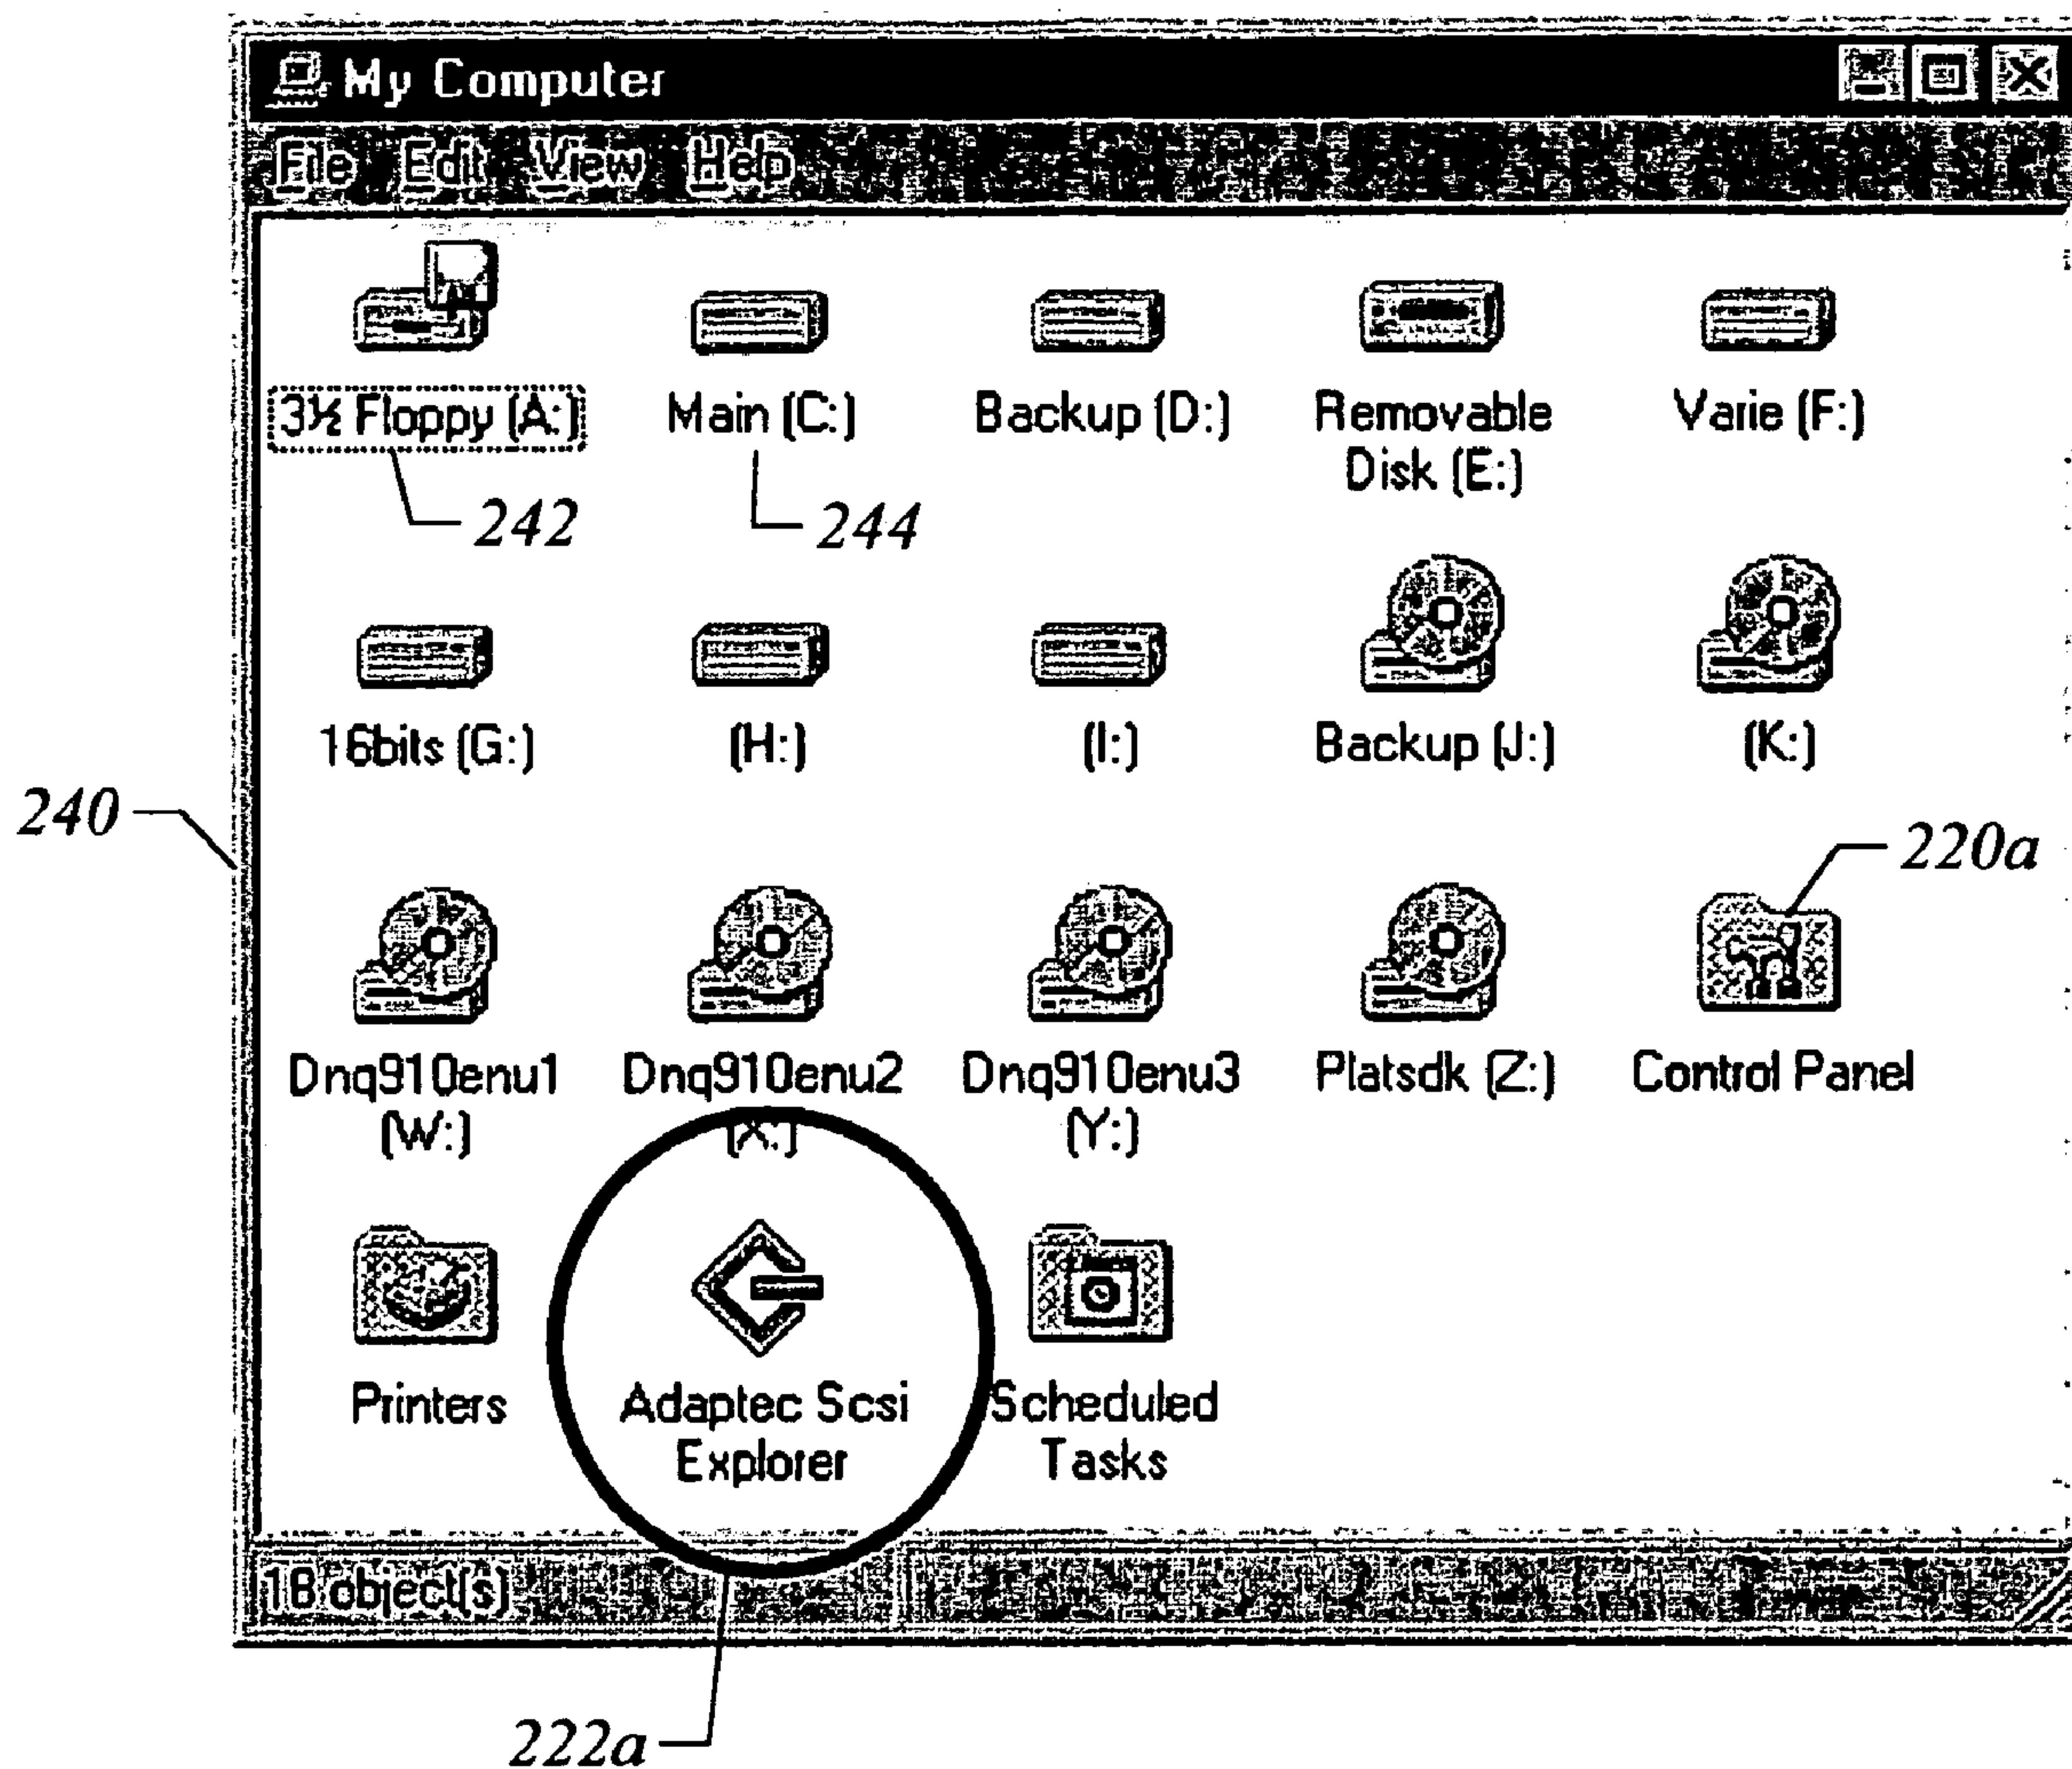 My Computer
File Edit View Help
3½ Floppy (A:)
Main (C:)
Backup (D:)
Removable
Disk (E:)
Varie (F:)
242
244
16bits (G:)
(H:)
(I:)
Backup (J:)
(K:)
240
220a
Dnq910enu1
(W:)
Dnq910enu2
(X:)
Dnq910enu3
(Y:)
Platsdk (Z:)
Control Panel
Printers
Adaptec Scsi
Explorer
Scheduled
Tasks
18 object(s)
222a